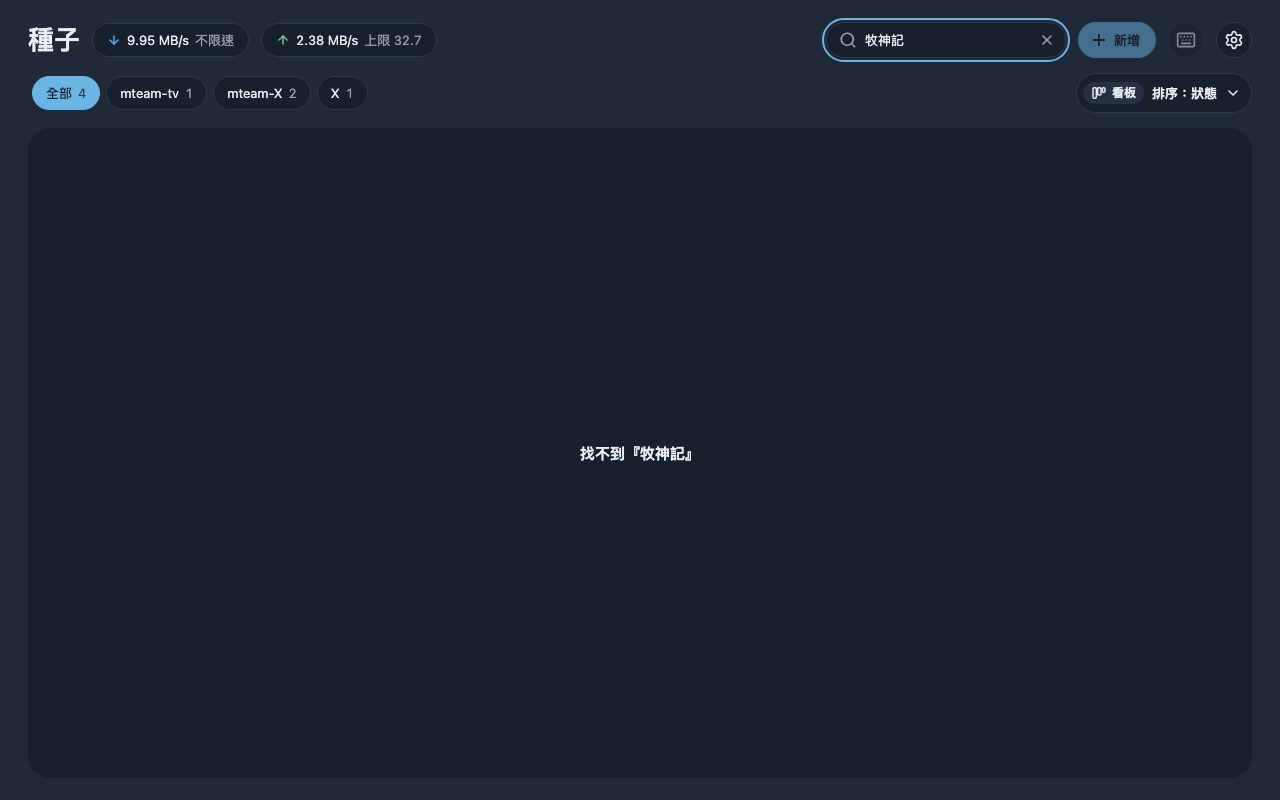 種子 9.95 MB/s 不限速 2.38 MB/s 上限 32.7 牧神記 新增
全部 4 mteam-tv 1 mteam-X 2 X 1 看板 排序：狀態
找不到『牧神記』